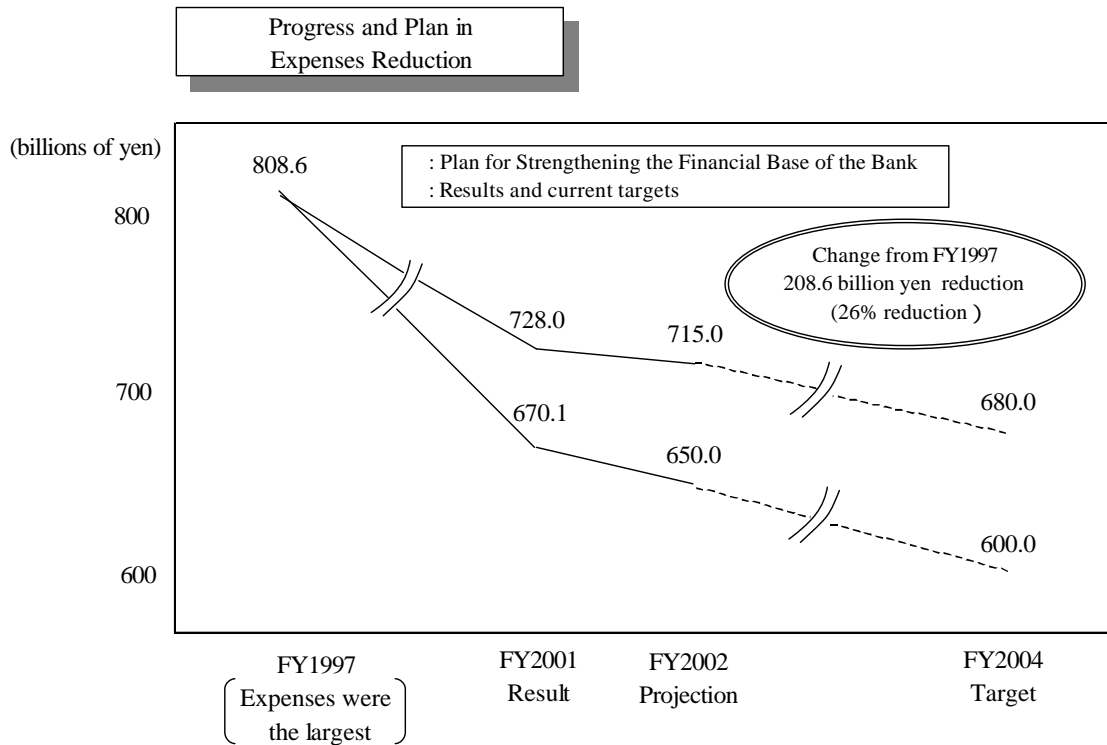 Progress and Plan in
Expenses Reduction
(billions of yen)
808.6
: Plan for Strengthening the Financial Base of the Bank
: Results and current targets
800
Change from FY1997
208.6 billion yen reduction
(26% reduction )
728.0
715.0
700
680.0
670.1
650.0
600.0
600
FY1997
Expenses were
the largest
FY2001
Result
FY2002
Projection
FY2004
Target